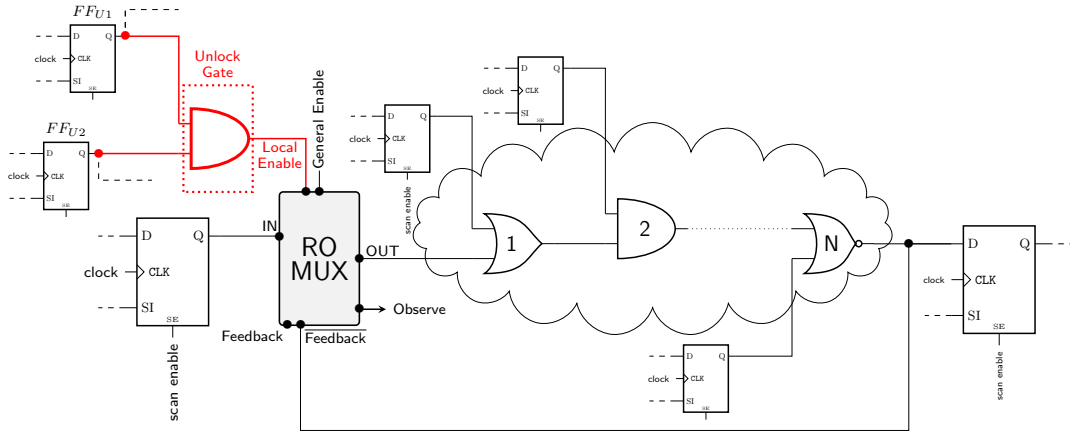 FFU1
D
Q
clock
CLK
SI
SE
Unlock
Gate
FFU2
D
Q
clock
CLK
SI
SE
Local
Enable
General Enable
D
Q
clock
CLK
SI
SE
scan enable
IN
RO
MUX
OUT
Observe
Feedback
Feedback
D
Q
clock
CLK
SI
SE
scan enable
D
Q
clock
CLK
SI
SE
1
2
N
D
Q
clock
CLK
SI
SE
D
Q
clock
CLK
SI
SE
scan enable